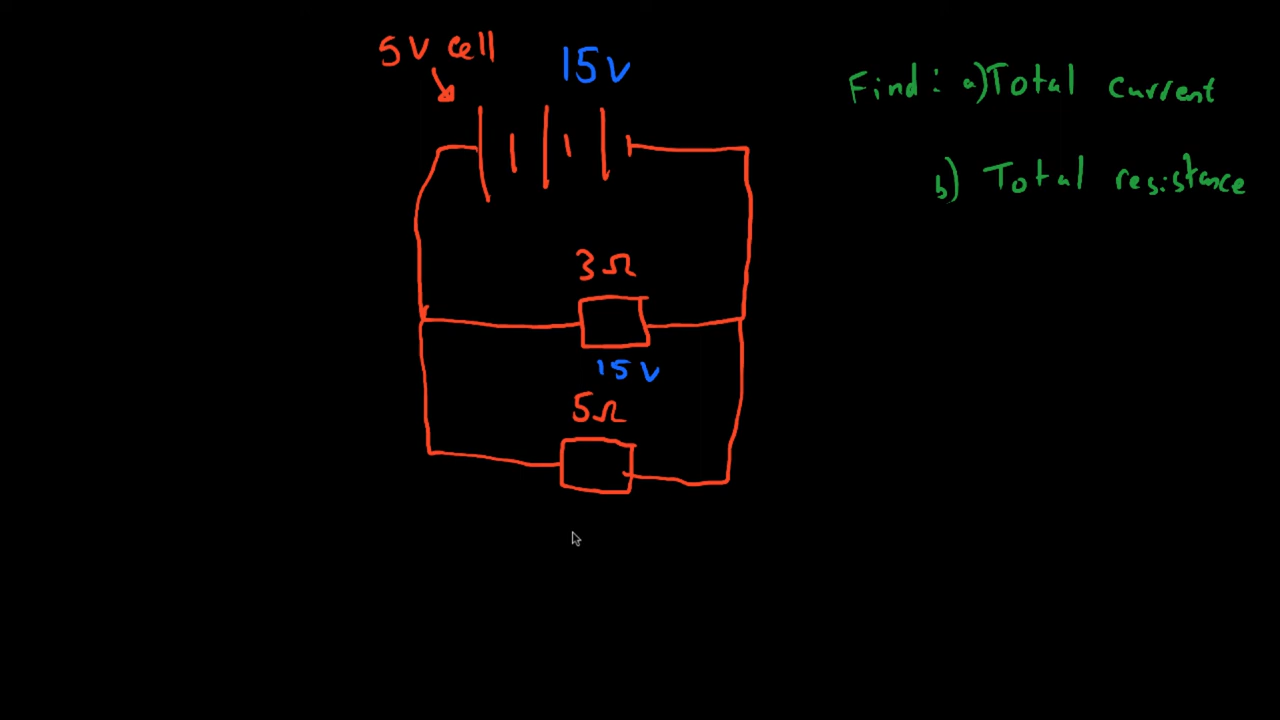 5V cell
15V
Find: a) Total current
b) Total resistance
3Ω
15V
5Ω